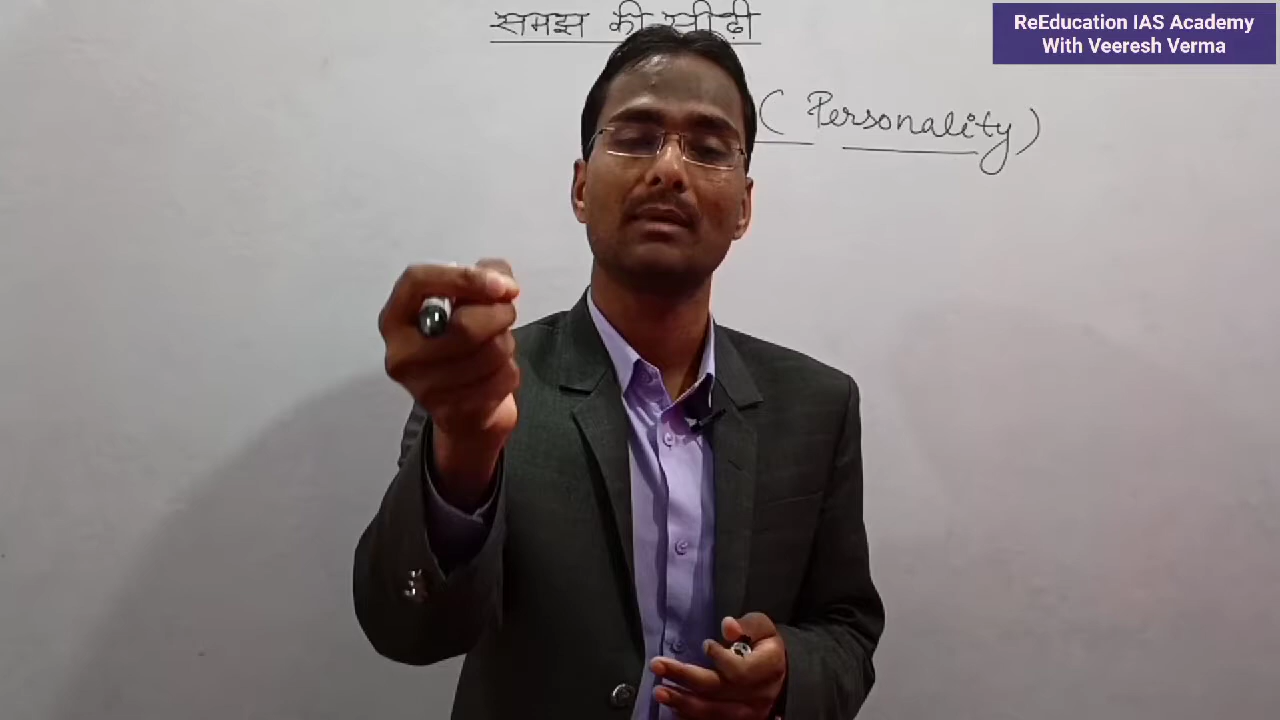 समझ की सीढ़ी
ReEducation IAS Academy
With Veeresh Verma
( Personality )